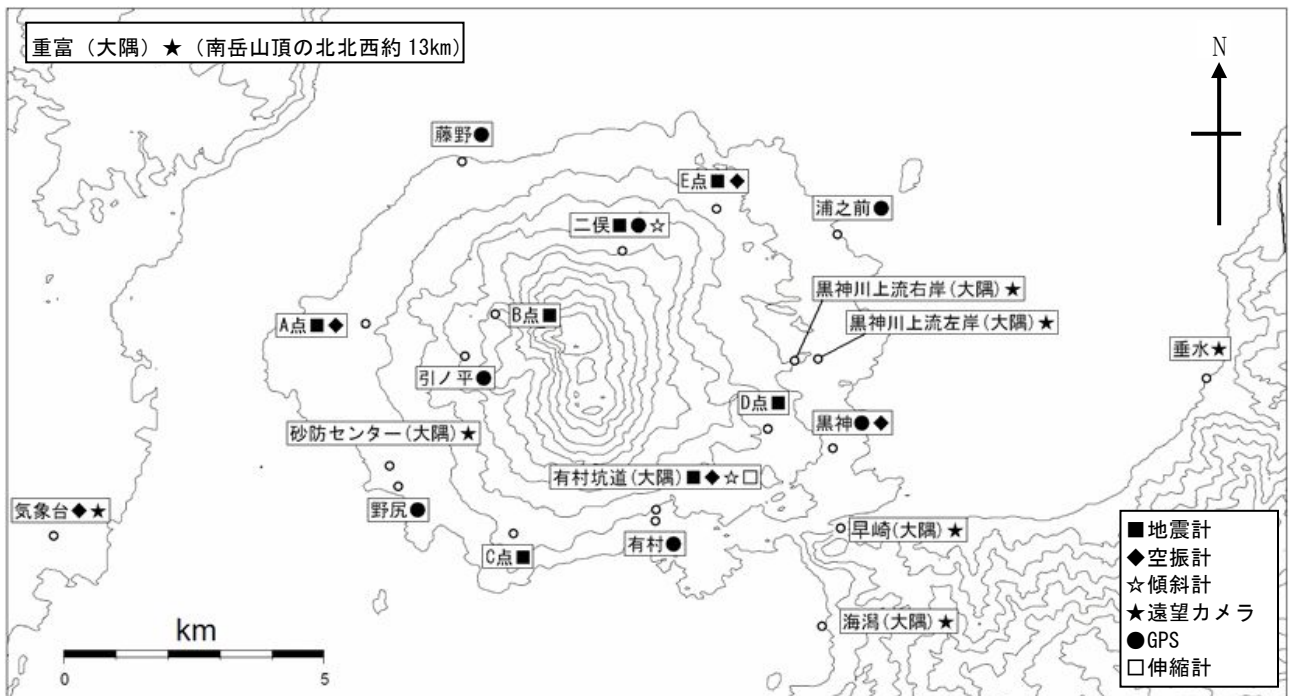 重富（大隅）★（南岳山頂の北北西約13km）
N
藤野●
E点■◆
浦之前●
二俣■●☆
黒神川上流右岸(大隅)★
A点■◆
B点■
黒神川上流左岸(大隅)★
垂水★
引ノ平●
D点■
黒神●◆
砂防センター(大隅)★
有村坑道(大隅)■◆☆□
気象台◆★
野尻●
C点■
有村●
早崎(大隅)★
海潟(大隅)★
km
0 5
■地震計
◆空振計
☆傾斜計
★遠望カメラ
●GPS
□伸縮計